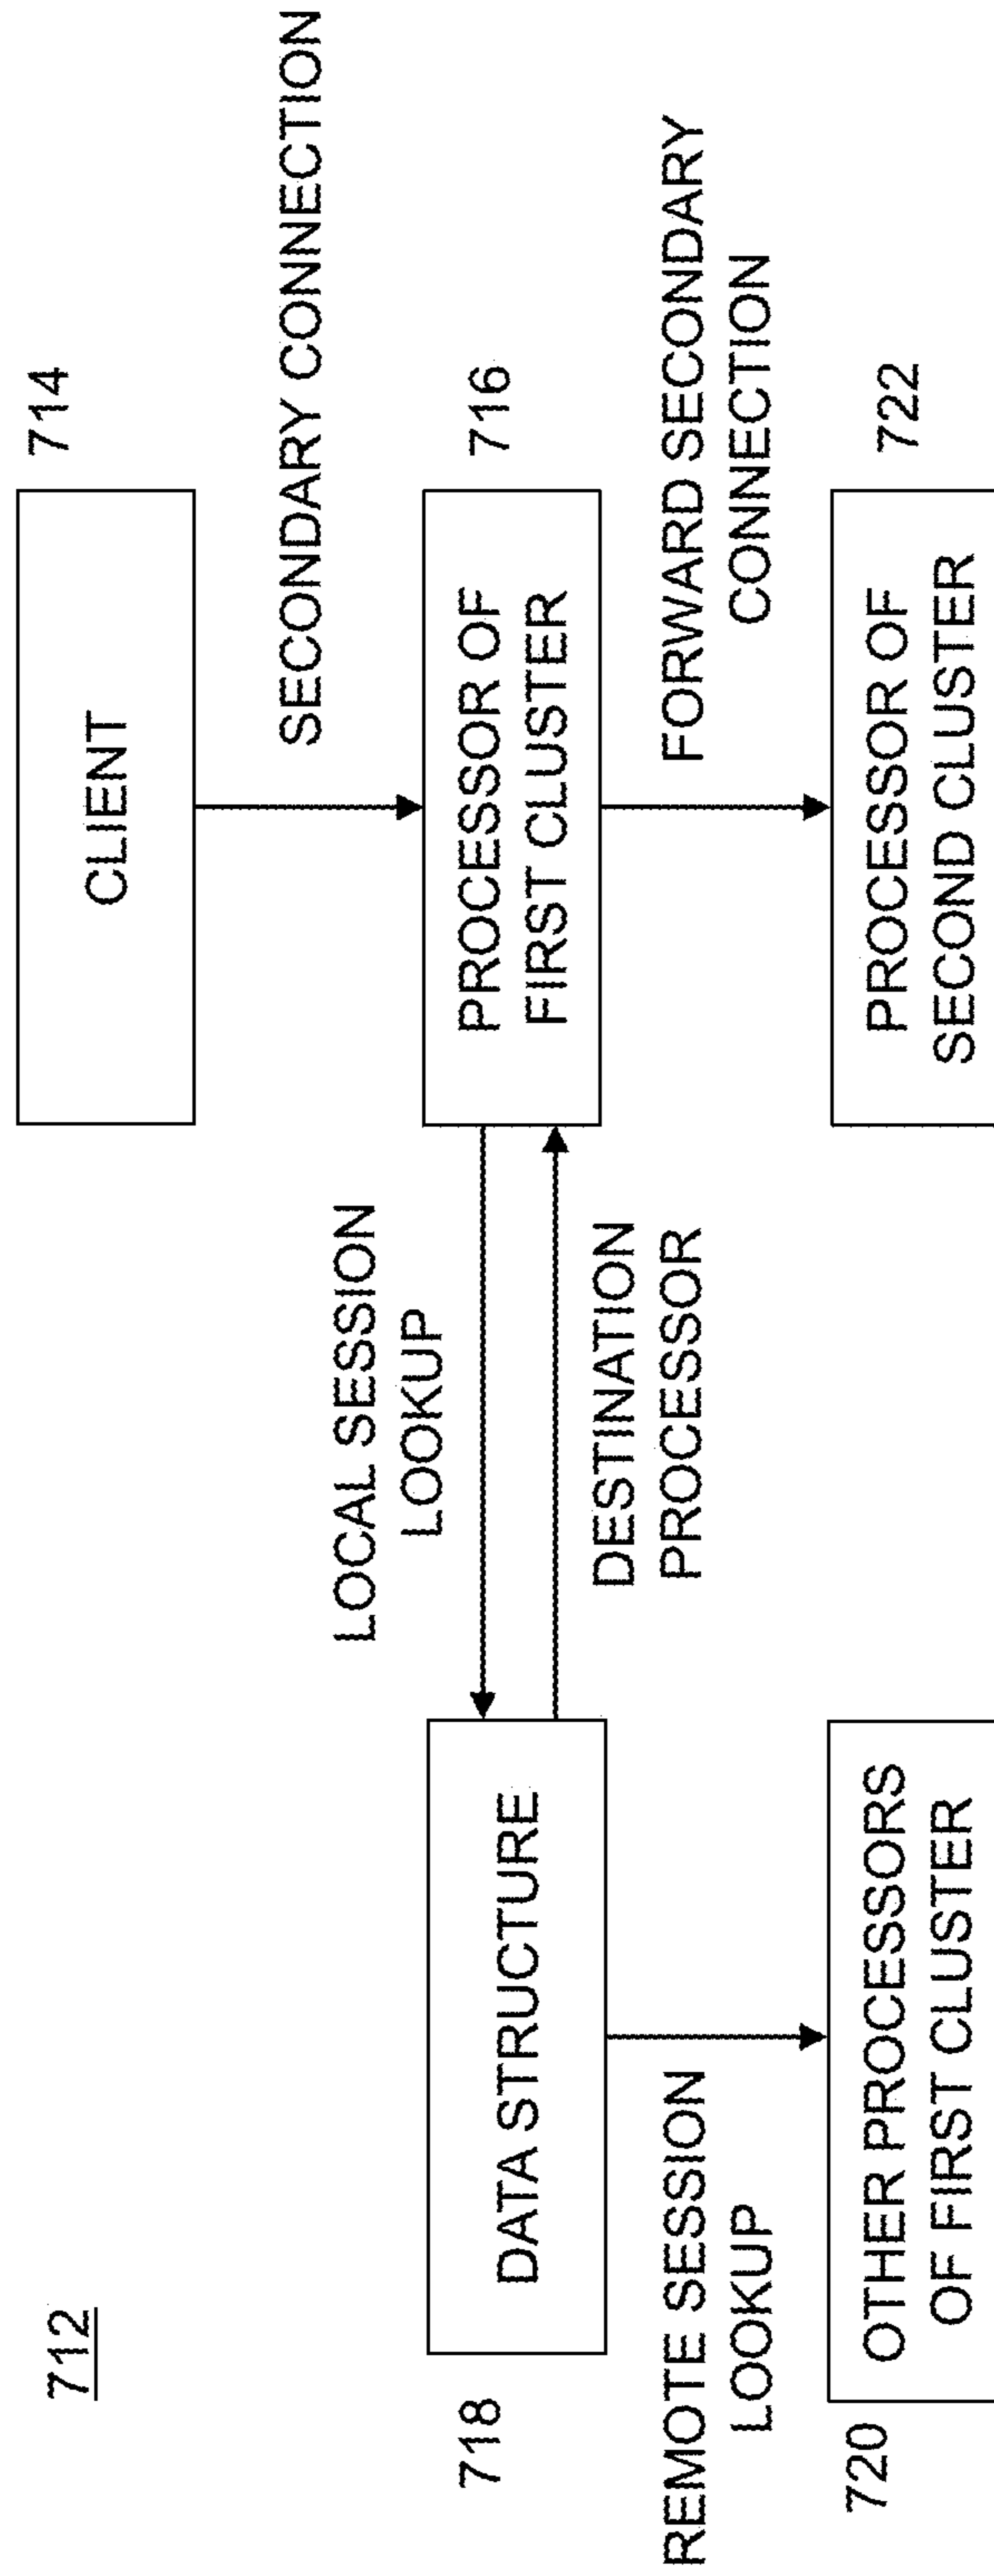 712
CLIENT
714
SECONDARY CONNECTION
LOCAL SESSION
LOOKUP
718
DATA STRUCTURE
PROCESSOR OF
FIRST CLUSTER
716
DESTINATION
PROCESSOR
REMOTE SESSION
LOOKUP
FORWARD SECONDARY
CONNECTION
720
OTHER PROCESSORS
OF FIRST CLUSTER
PROCESSOR OF
SECOND CLUSTER
722